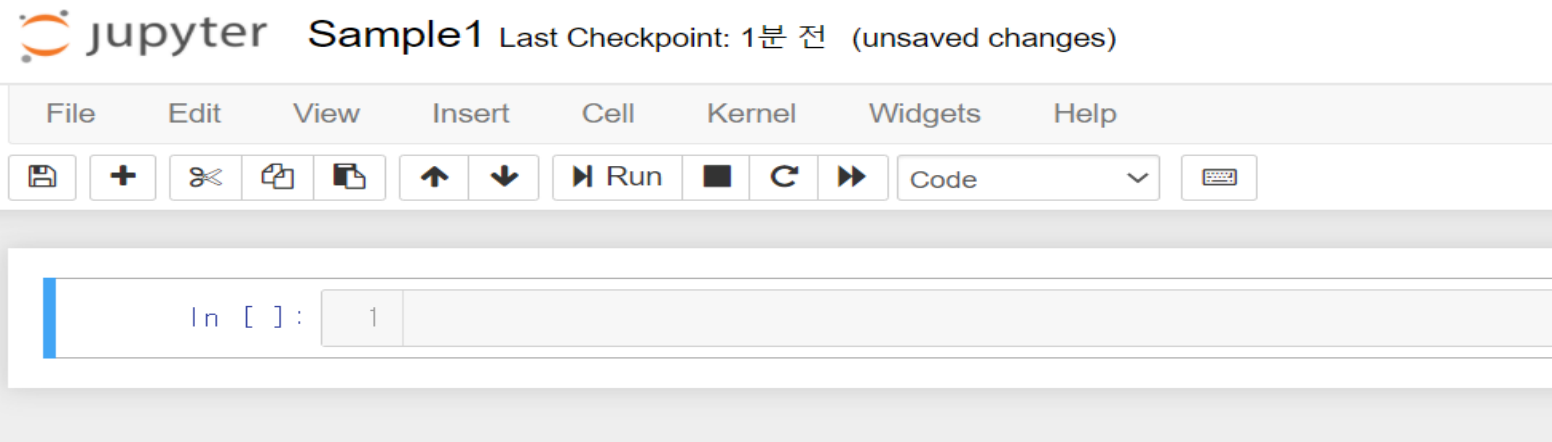 jupyter Sample1 Last Checkpoint: 1분 전 (unsaved changes)
File Edit View Insert Cell Kernel Widgets Help
Run Code
In [ ]: 1